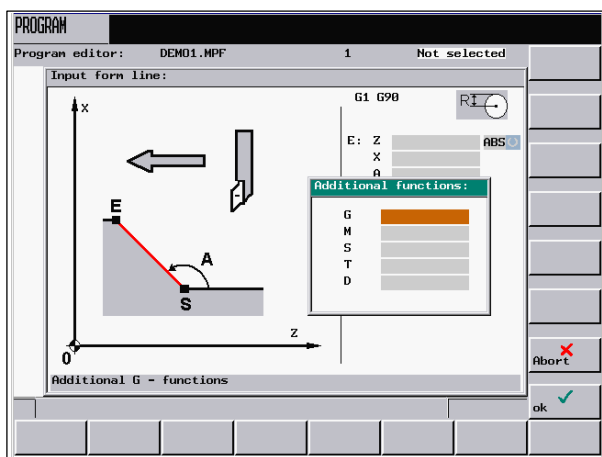 PROGRAM
Program editor: DEMO1.MPF 1 Not selected
Input form line:
X
G1 G90
R
E: Z ABS
X
A
Additional functions:
G
M
S
T
D
E
A
S
Z
0
Additional G - functions
Abort
ok